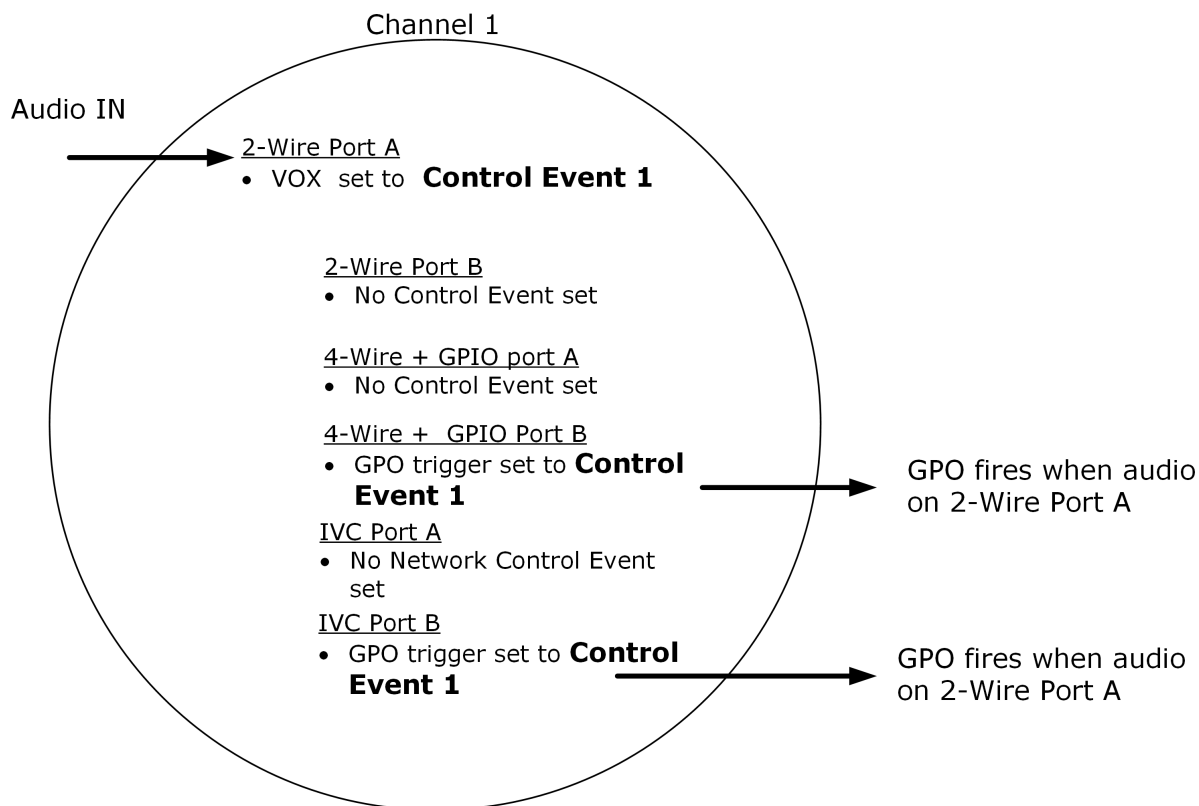 Channel 1
Audio IN
2-Wire Port A
• VOX set to Control Event 1
2-Wire Port B
• No Control Event set
4-Wire + GPIO port A
• No Control Event set
4-Wire + GPIO Port B
• GPO trigger set to Control
Event 1
GPO fires when audio
on 2-Wire Port A
IVC Port A
• No Network Control Event
set
IVC Port B
• GPO trigger set to Control
Event 1
GPO fires when audio
on 2-Wire Port A